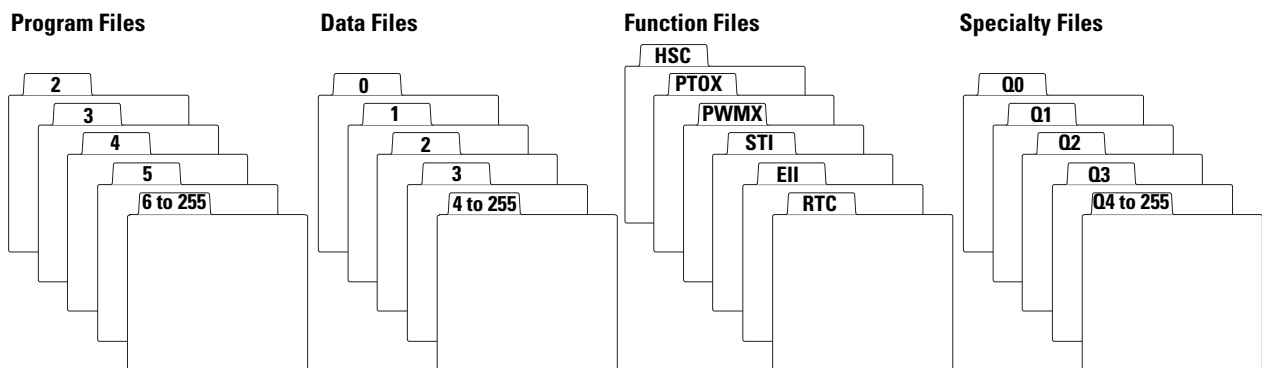 Program Files
2
3
4
5
6 to 255
Data Files
0
1
2
3
4 to 255
Function Files
HSC
PTOX
PWMX
STI
EII
RTC
Specialty Files
Q0
Q1
Q2
Q3
Q4 to 255